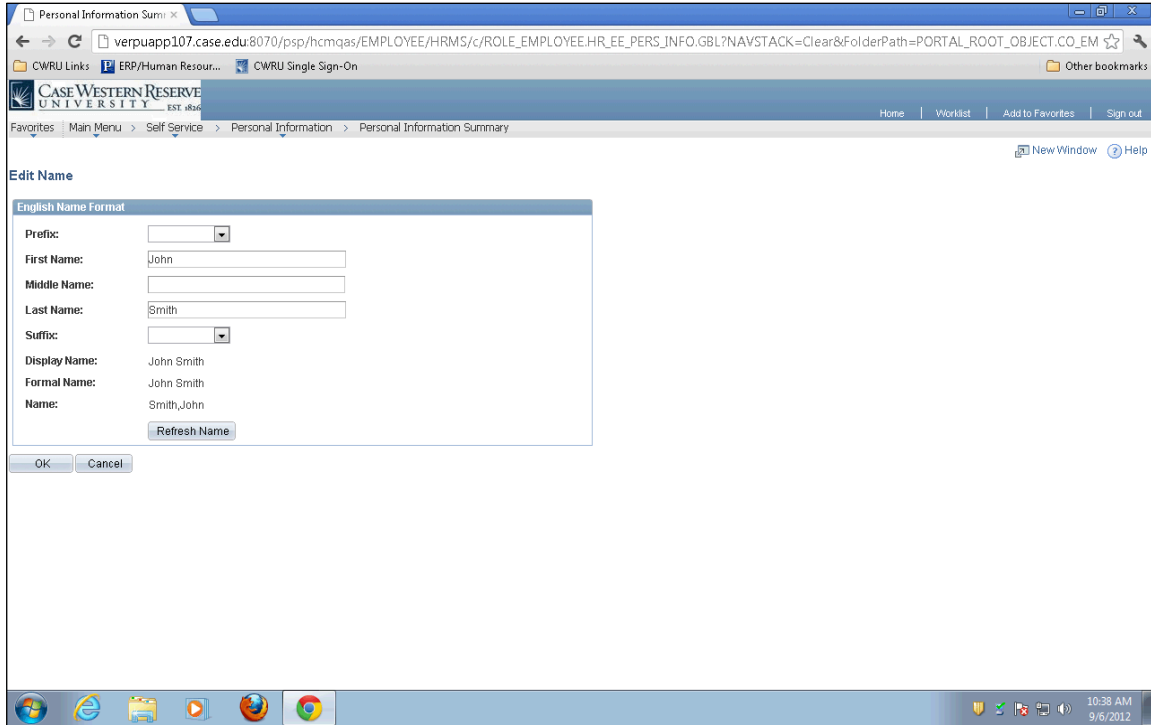 Personal Information Summ
verpuapp107.case.edu:8070/psp/hcmqas/EMPLOYEE/HRMS/c/ROLE_EMPLOYEE.HR_EE_PERS_INFO.GBL?NAVSTACK=Clear&FolderPath=PORTAL_ROOT_OBJECT.CO_EM
CWRU Links ERP/Human Resour... CWRU Single Sign-On Other bookmarks
CASE WESTERN RESERVE
UNIVERSITY EST. 1826
Home | Worklist | Add to Favorites | Sign out
Favorites Main Menu > Self Service > Personal Information > Personal Information Summary
New Window ? Help
Edit Name
English Name Format
Prefix:
First Name: John
Middle Name:
Last Name: Smith
Suffix:
Display Name: John Smith
Formal Name: John Smith
Name: Smith,John
Refresh Name
OK Cancel
10:38 AM
9/6/2012